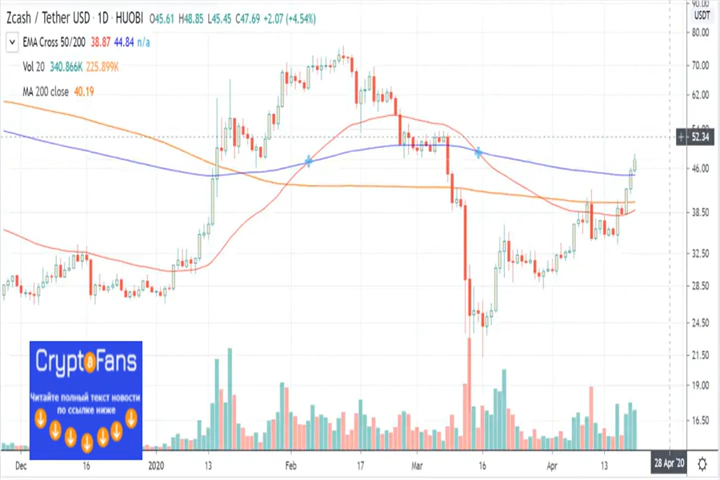 Zcash / Tether USD · 1D · HUOBI O45.61 H48.85 L45.45 C47.69 +2.07 (+4.54%)
EMA Cross 50/200 38.87 44.84 n/a
Vol 20 340.866K 225.899K
MA 200 close 40.19
90.00
USDT
80.00
70.00
62.00
52.34
46.00
38.50
32.50
28.50
24.50
21.50
18.50
16.50
CryptoFans
Читайте полный текст новости
по ссылке ниже
Dec 16 2020 13 Feb 17 Mar 16 Apr 13 28 Apr '20